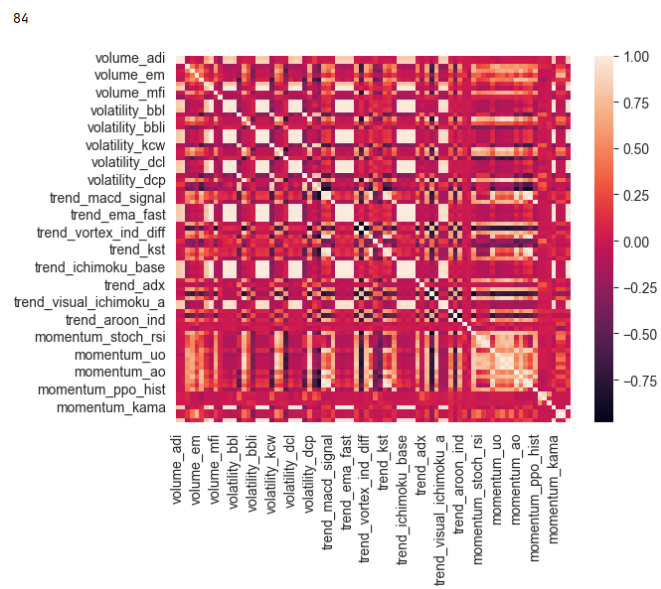 84
volume_adi
volume_em
volume_mfi
volatility_bbl
volatility_bbli
volatility_kcw
volatility_dcl
volatility_dcp
trend_macd_signal
trend_ema_fast
trend_vortex_ind_diff
trend_kst
trend_ichimoku_base
trend_adx
trend_visual_ichimoku_a
trend_aroon_ind
momentum_stoch_rsi
momentum_uo
momentum_ao
momentum_ppo_hist
momentum_kama
volume_adi
volume_em
volume_mfi
volatility_bbl
volatility_bbli
volatility_kcw
volatility_dcl
volatility_dcp
trend_macd_signal
trend_ema_fast
trend_vortex_ind_diff
trend_kst
trend_ichimoku_base
trend_adx
trend_visual_ichimoku_a
trend_aroon_ind
momentum_stoch_rsi
momentum_uo
momentum_ao
momentum_ppo_hist
momentum_kama
1.00
0.75
0.50
0.25
0.00
−0.25
−0.50
−0.75